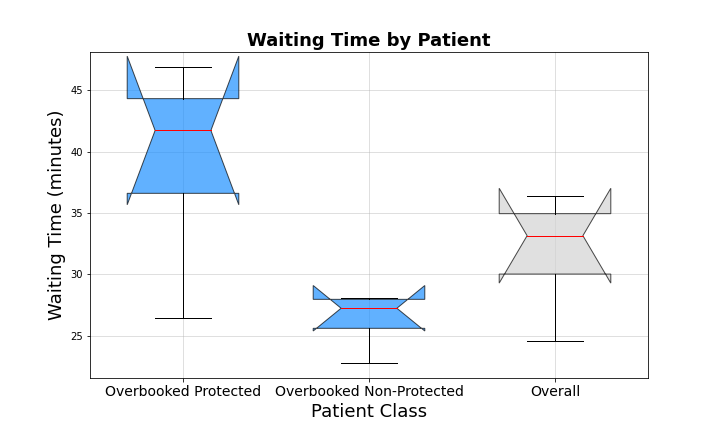 Waiting Time by Patient
Waiting Time (minutes)
45
40
35
30
25
Overbooked Protected
Overbooked Non-Protected
Overall
Patient Class